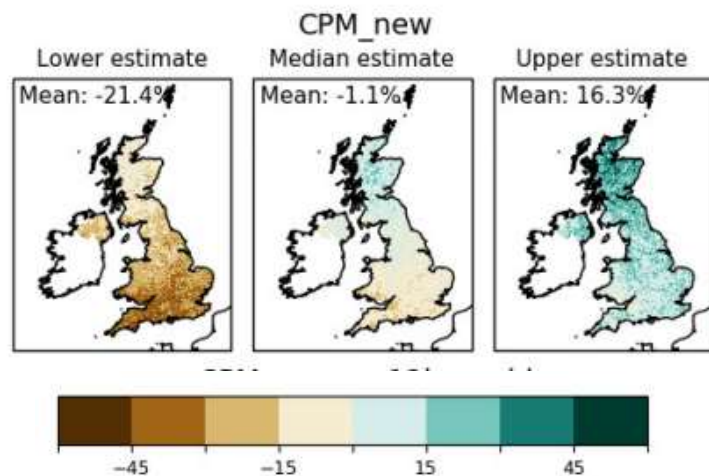 CPM_new
Lower estimate Median estimate Upper estimate
Mean: -21.4% Mean: -1.1% Mean: 16.3%
−45 −15 15 45